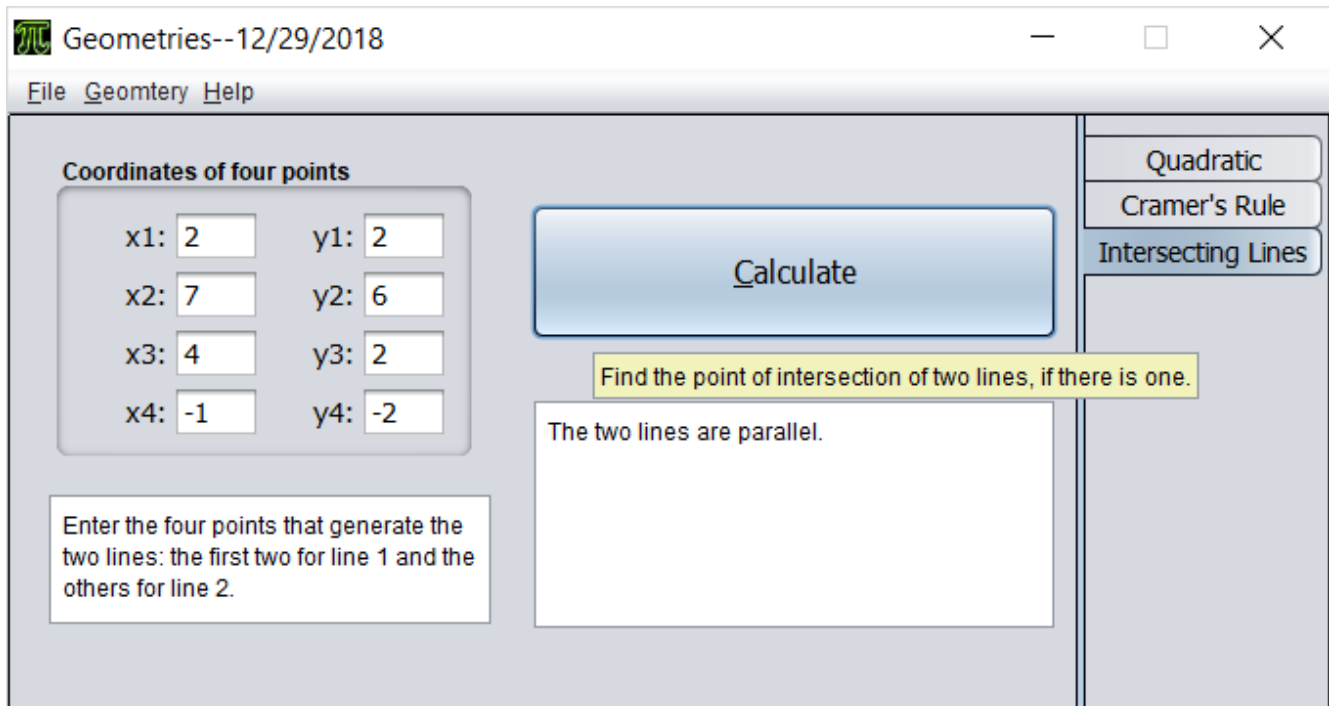 Geometries--12/29/2018
File Geomtery Help
Coordinates of four points
x1: 2 y1: 2
x2: 7 y2: 6
x3: 4 y3: 2
x4: -1 y4: -2
Enter the four points that generate the
two lines: the first two for line 1 and the
others for line 2.
Calculate
Find the point of intersection of two lines, if there is one.
The two lines are parallel.
Quadratic
Cramer's Rule
Intersecting Lines